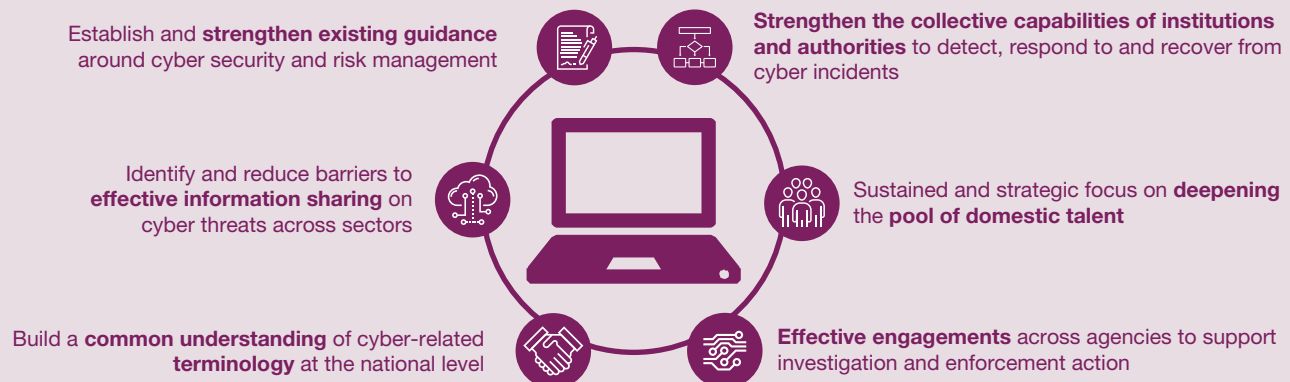 Establish and strengthen existing guidance
around cyber security and risk management
Strengthen the collective capabilities of institutions
and authorities to detect, respond to and recover from
cyber incidents
Identify and reduce barriers to
effective information sharing on
cyber threats across sectors
Sustained and strategic focus on deepening
the pool of domestic talent
Build a common understanding of cyber-related
terminology at the national level
Effective engagements across agencies to support
investigation and enforcement action